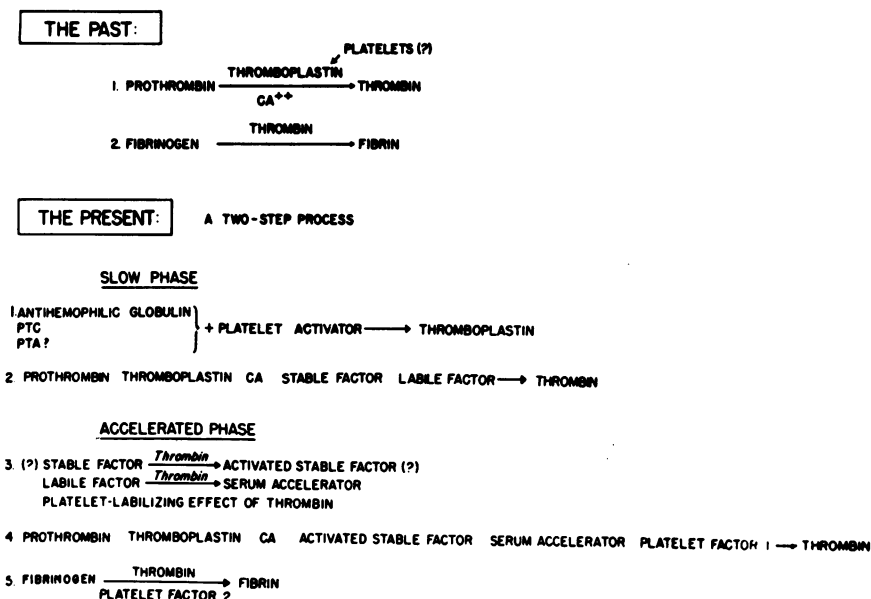 THE PAST:
PLATELETS (?)
THROMBOPLASTIN
1. PROTHROMBIN THROMBIN
CA++
THROMBIN
2. FIBRINOGEN FIBRIN
THE PRESENT: A TWO-STEP PROCESS
SLOW PHASE
1. ANTIHEMOPHILIC GLOBULIN
PTC + PLATELET ACTIVATOR → THROMBOPLASTIN
PTA?
2. PROTHROMBIN THROMBOPLASTIN CA STABLE FACTOR LABILE FACTOR → THROMBIN
ACCELERATED PHASE
Thrombin
3. (?) STABLE FACTOR → ACTIVATED STABLE FACTOR (?)
Thrombin
LABILE FACTOR → SERUM ACCELERATOR
PLATELET-LABILIZING EFFECT OF THROMBIN
4 PROTHROMBIN THROMBOPLASTIN CA ACTIVATED STABLE FACTOR SERUM ACCELERATOR PLATELET FACTOR 1 → THROMBIN
THROMBIN
5. FIBRINOGEN → FIBRIN
PLATELET FACTOR 2